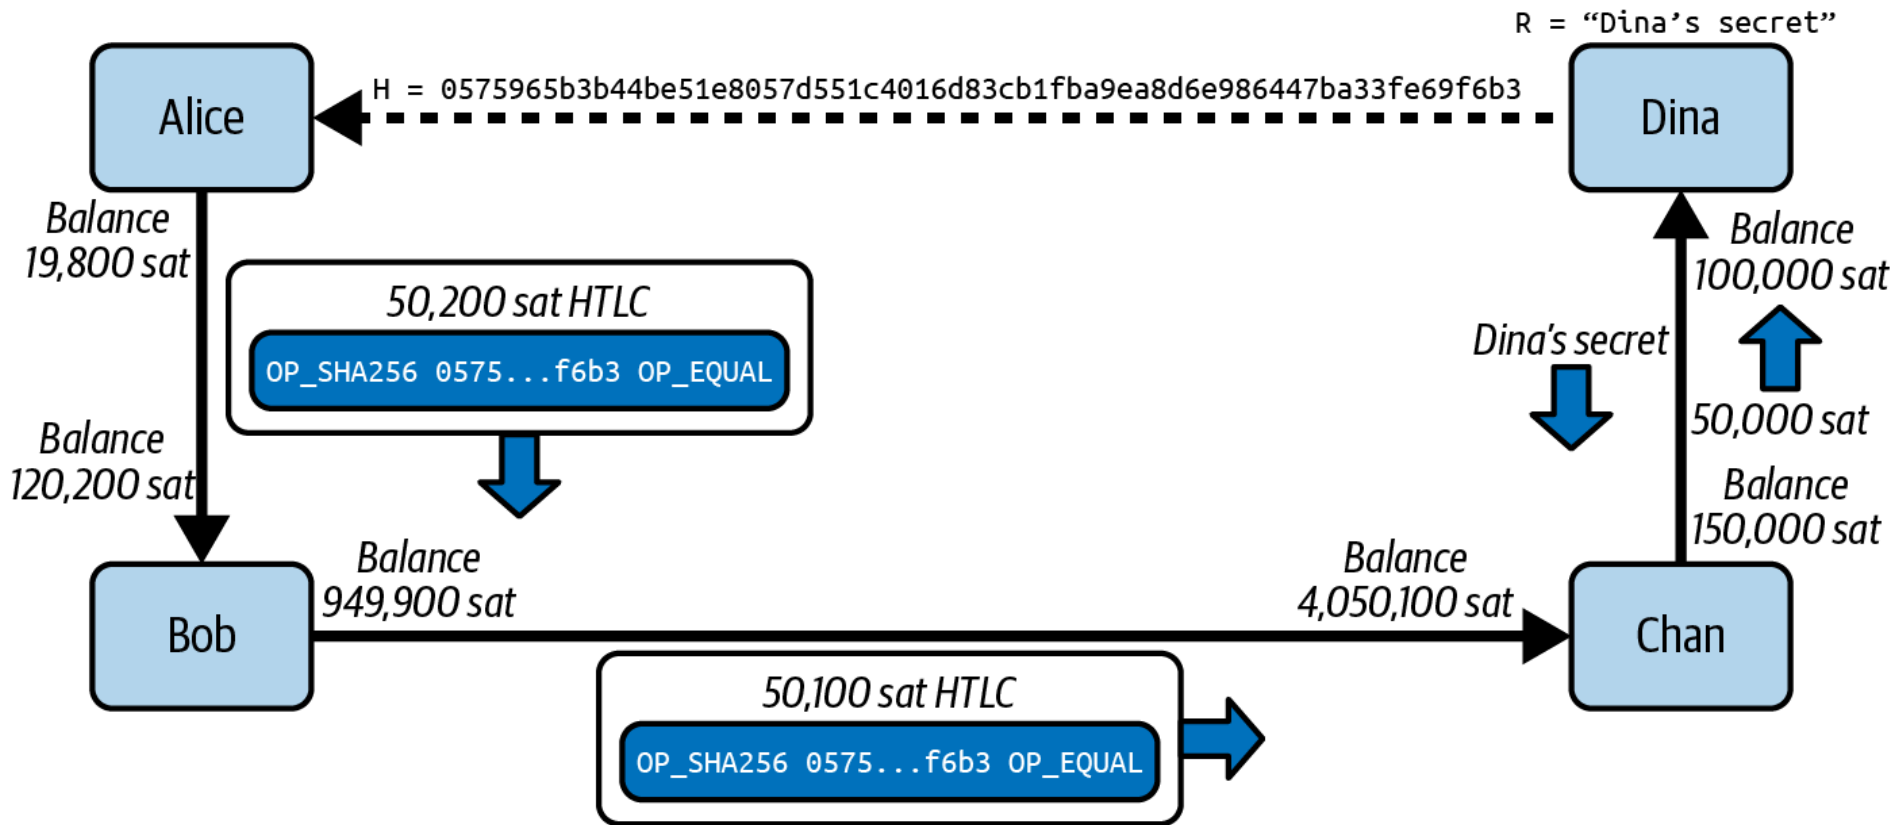 R = “Dina’s secret”
H = 0575965b3b44be51e8057d551c4016d83cb1fba9ea8d6e986447ba33fe69f6b3
Alice
Dina
Balance
19,800 sat
50,200 sat HTLC
OP_SHA256 0575...f6b3 OP_EQUAL
Balance
120,200 sat
Balance
100,000 sat
Dina’s secret
50,000 sat
Balance
150,000 sat
Bob
Balance
949,900 sat
Balance
4,050,100 sat
Chan
50,100 sat HTLC
OP_SHA256 0575...f6b3 OP_EQUAL